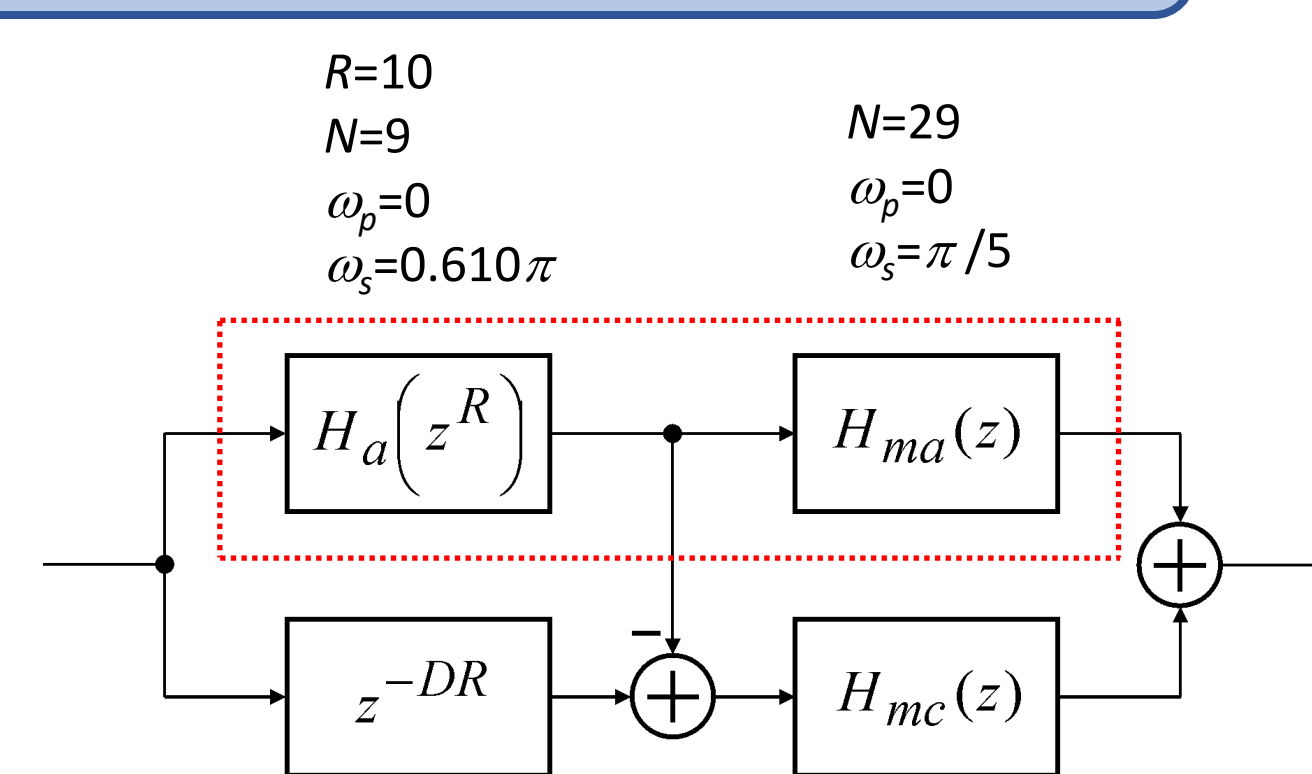 R=10
N=9
ωp=0
ωs=0.610π
N=29
ωp=0
ωs=π/5
Ha(z^R)
Hma(z)
+
−
z^−DR
+
Hmc(z)